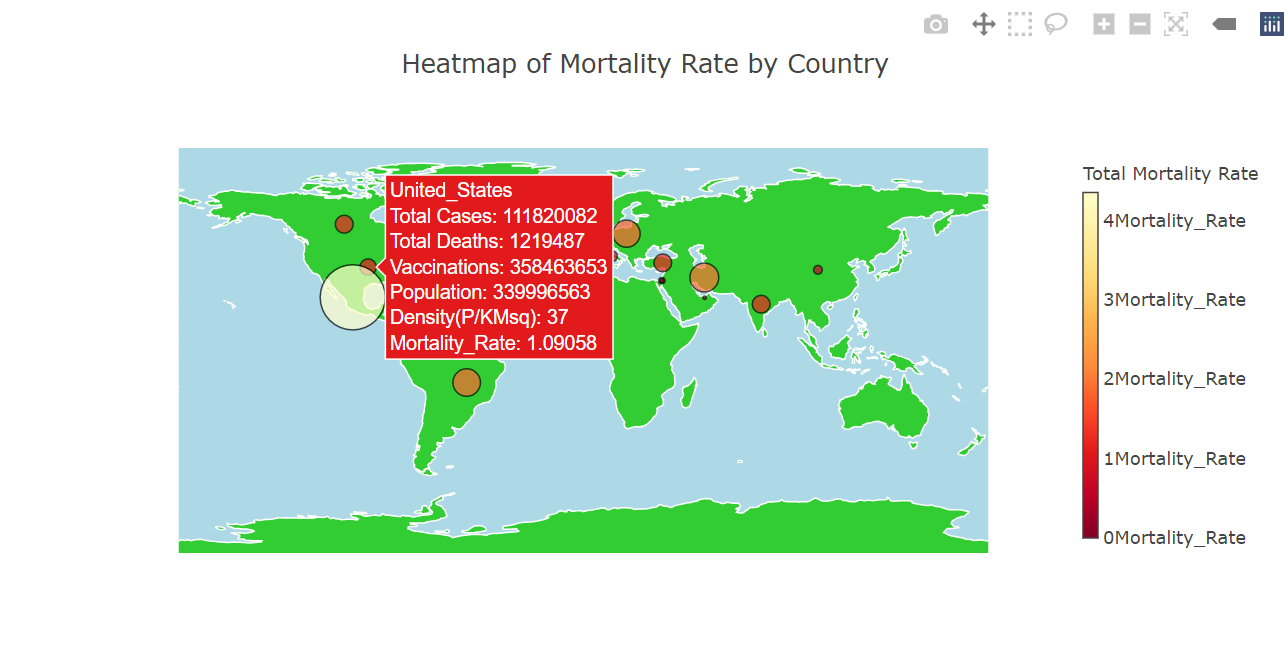 Heatmap of Mortality Rate by Country
United_States
Total Cases: 111820082
Total Deaths: 1219487
Vaccinations: 358463653
Population: 339996563
Density(P/KMsq): 37
Mortality_Rate: 1.09058
Total Mortality Rate
4Mortality_Rate
3Mortality_Rate
2Mortality_Rate
1Mortality_Rate
0Mortality_Rate